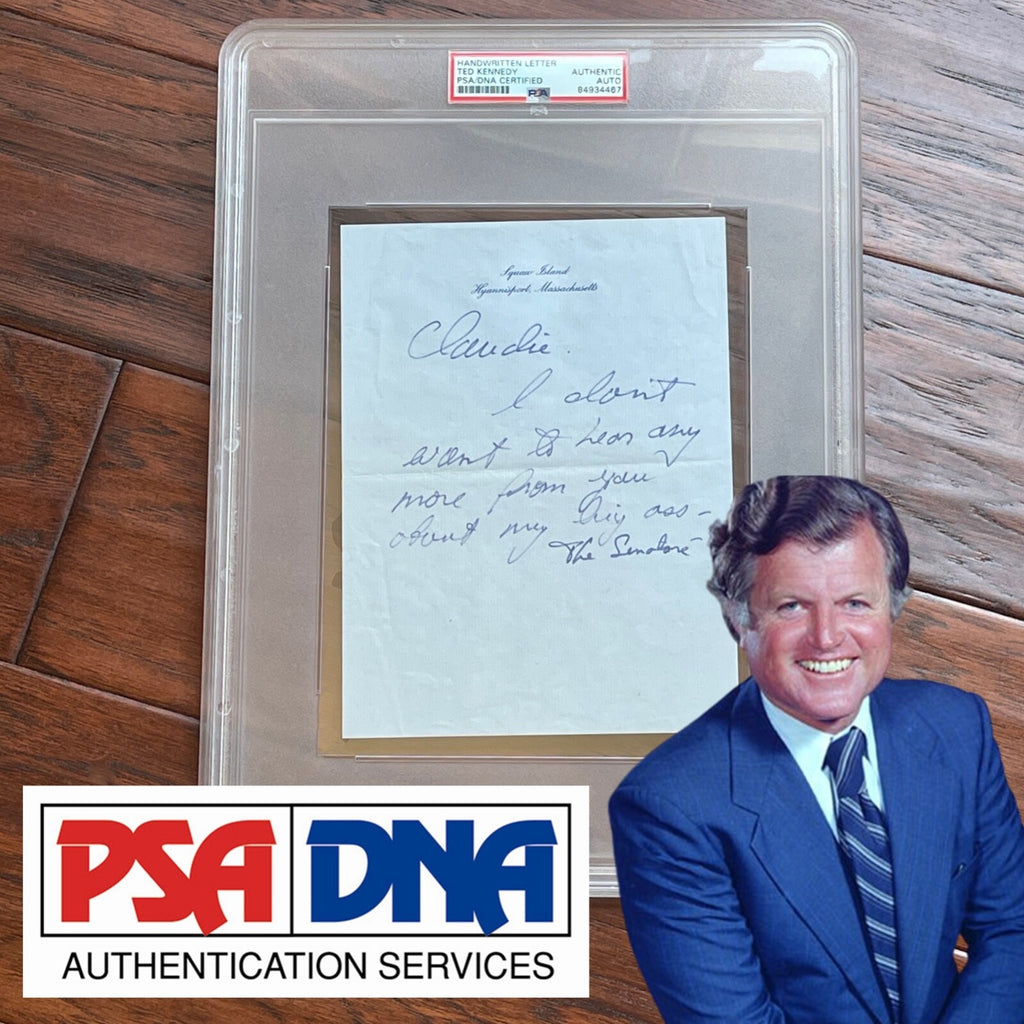 HANDWRITTEN LETTER
TED KENNEDY AUTHENTIC
PSA/DNA CERTIFIED AUTO
PSA 84934467
Squaw Island
Hyannisport, Massachusetts
Claudie.
I don't
want to hear any
more from you
about my big ass-
The Senator
PSA DNA
AUTHENTICATION SERVICES